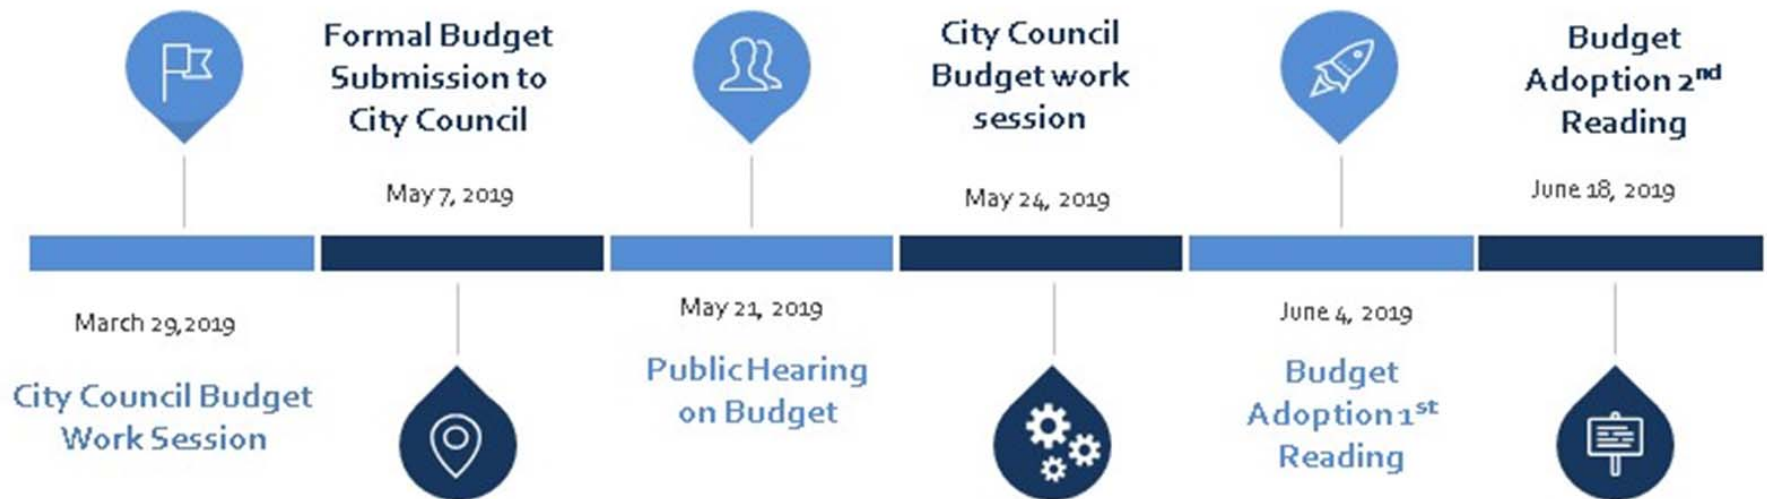 Formal Budget
Submission to
City Council
City Council
Budget work
session
Budget
Adoption 2nd
Reading
May 7, 2019
May 24, 2019
June 18, 2019
March 29,2019
May 21, 2019
June 4, 2019
City Council Budget
Work Session
Public Hearing
on Budget
Budget
Adoption 1st
Reading